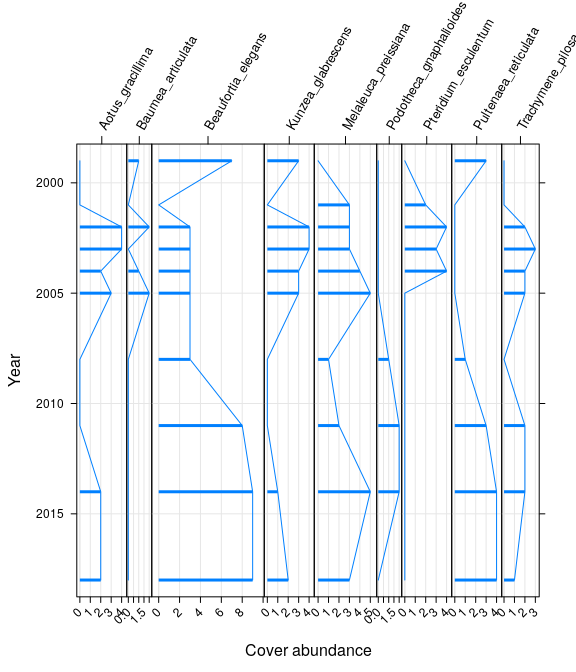 Aotus_gracillima
Baumea_articulata
Beaufortia_elegans
Kunzea_glabrescens
Melaleuca_preissiana
Podotheca_gnaphalioides
Pteridium_esculentum
Pultenaea_reticulata
Trachymene_pilosa
Year
2000
2005
2010
2015
0 1 2 3 4
0.0 1.5
0 2 4 6 8
0 1 2 3 4
0 1 2 3 4
0.0 1.5
0 1 2 3 4
0 1 2 3 4
0 1 2 3
Cover abundance